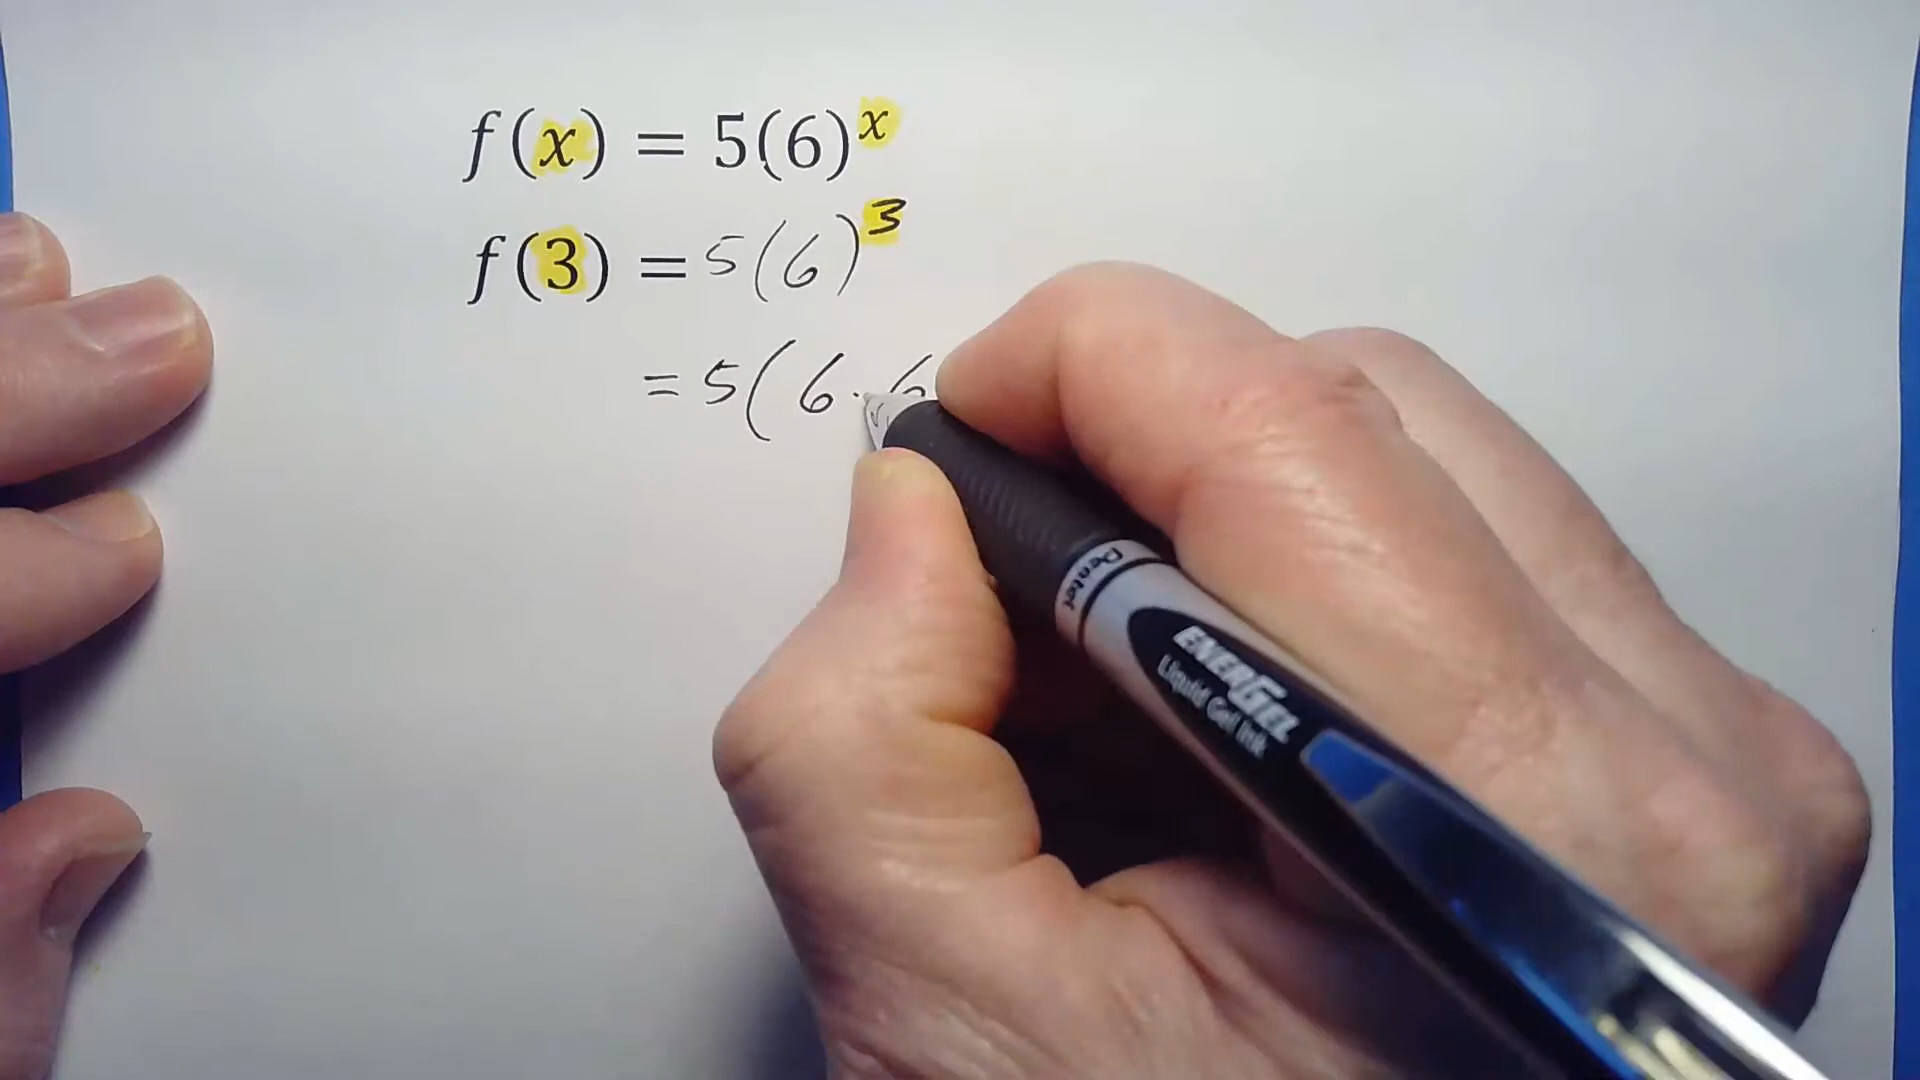 f(x) = 5(6)^x
f(3) = 5(6)^3
= 5(6·6
Pentel
ENERGEL
Liquid Gel Ink